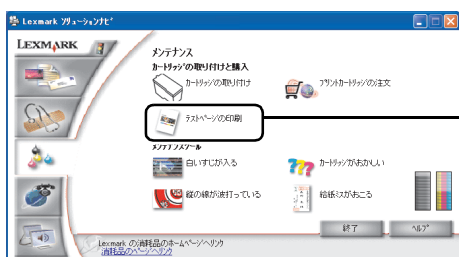 Lexmark ｿﾘｭｰｼｮﾝﾅﾋﾞ
LEXMARK
メンテナンス
ｶｰﾄﾘｯｼﾞの取り付けと購入
ｶｰﾄﾘｯｼﾞの取り付け
ﾌﾟﾘﾝﾄｶｰﾄﾘｯｼﾞの注文
ﾃｽﾄﾍﾟｰｼﾞの印刷
ﾒﾝﾃﾅﾝｽﾂｰﾙ
白いすじが入る
ｶｰﾄﾘｯｼﾞがおかしい
縦の線が波打っている
給紙ﾐｽがおこる
終了
ﾍﾙﾌﾟ
Lexmark の消耗品のﾎｰﾑﾍﾟｰｼﾞへﾘﾝｸ
消耗品のﾍﾟｰｼﾞへﾘﾝｸ